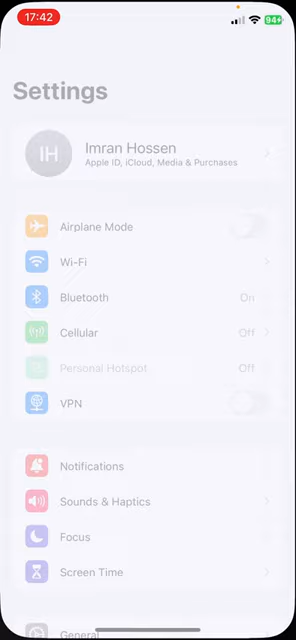 17:42
94
Settings
IH
Imran Hossen
Apple ID, iCloud, Media & Purchases
Airplane Mode
Wi-Fi
Bluetooth On
Cellular Off
Personal Hotspot Off
VPN
Notifications
Sounds & Haptics
Focus
Screen Time
General